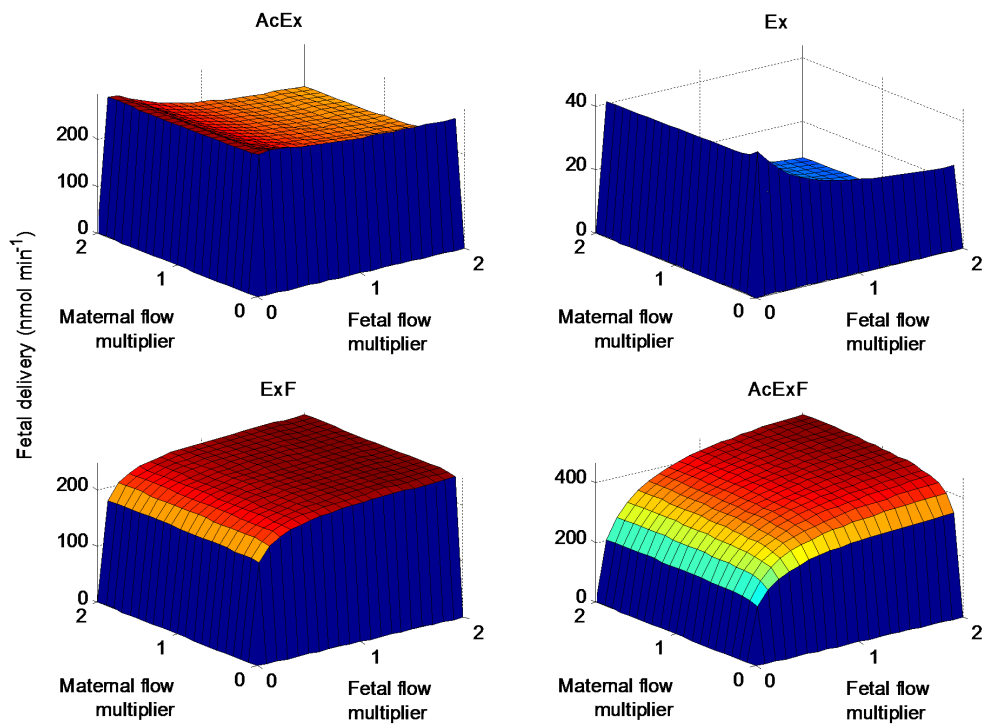 AcEx
Ex
Fetal delivery (nmol min⁻¹)
200
100
0
2
1
0
0
1
2
Maternal flow
multiplier
Fetal flow
multiplier
40
20
0
2
1
0
0
1
2
Maternal flow
multiplier
Fetal flow
multiplier
ExF
AcExF
200
100
0
2
1
0
0
1
2
Maternal flow
multiplier
Fetal flow
multiplier
400
200
0
2
1
0
0
1
2
Maternal flow
multiplier
Fetal flow
multiplier